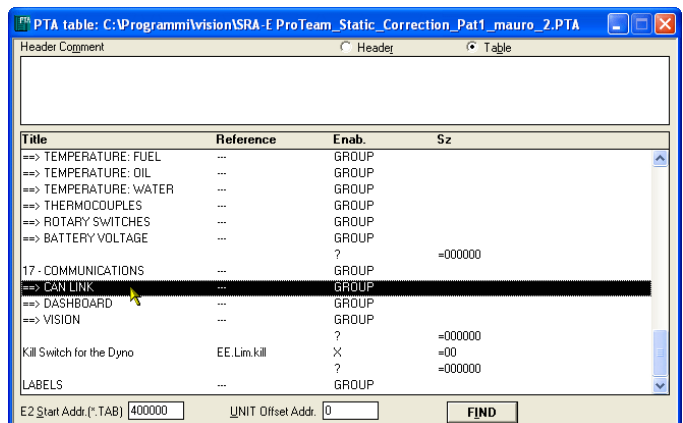 PTA table: C:\Programmi\vision\SRA-E ProTeam_Static_Correction_Pat1_mauro_2.PTA
Header Comment Header Table
Title Reference Enab. Sz
==> TEMPERATURE: FUEL --- GROUP
==> TEMPERATURE: OIL --- GROUP
==> TEMPERATURE: WATER --- GROUP
==> THERMOCOUPLES --- GROUP
==> ROTARY SWITCHES --- GROUP
==> BATTERY VOLTAGE --- GROUP
? =000000
17 - COMMUNICATIONS --- GROUP
==> CAN LINK --- GROUP
==> DASHBOARD --- GROUP
==> VISION --- GROUP
? =000000
Kill Switch for the Dyno EE.Lim.kill X =00
? =000000
LABELS --- GROUP
E2 Start Addr.(*.TAB) 400000 UNIT Offset Addr. 0 FIND